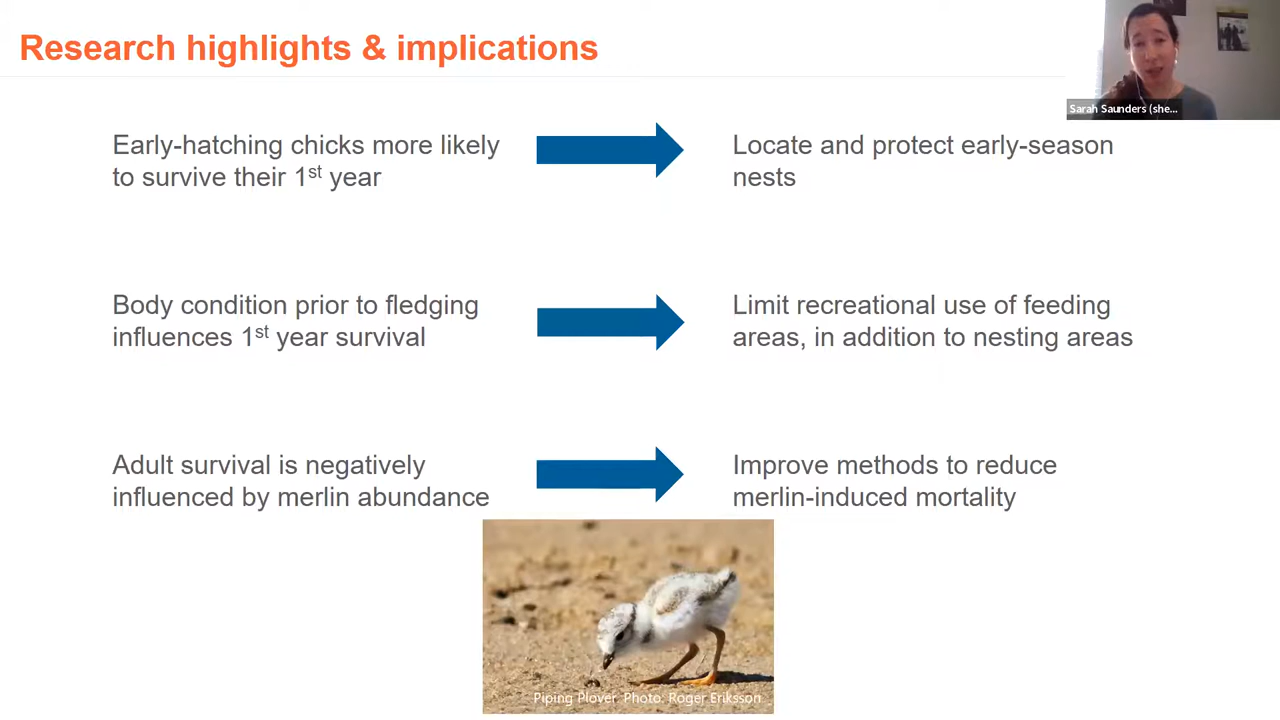 Research highlights & implications
Sarah Saunders (she...
Early-hatching chicks more likely
to survive their 1st year
Locate and protect early-season
nests
Body condition prior to fledging
influences 1st year survival
Limit recreational use of feeding
areas, in addition to nesting areas
Adult survival is negatively
influenced by merlin abundance
Improve methods to reduce
merlin-induced mortality
Piping Plover. Photo: Roger Eriksson